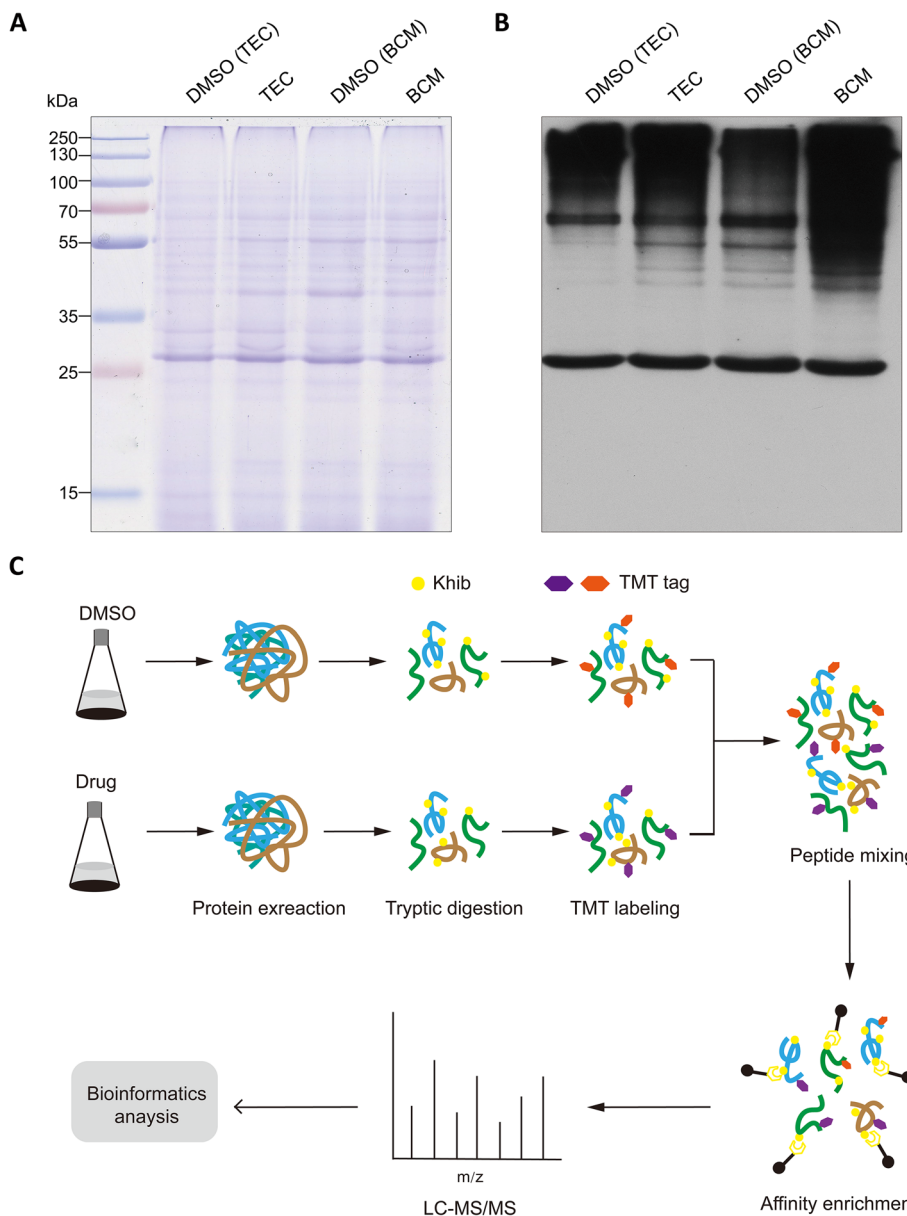 A
B
DMSO (TEC)
TEC
DMSO (BCM)
BCM
DMSO (TEC)
TEC
DMSO (BCM)
BCM
kDa
250
130
100
70
55
35
25
15
C
Khib
TMT tag
DMSO
Drug
Protein exreaction
Tryptic digestion
TMT labeling
Peptide mixing
Bioinformatics
anaysis
m/z
LC-MS/MS
Affinity enrichmen